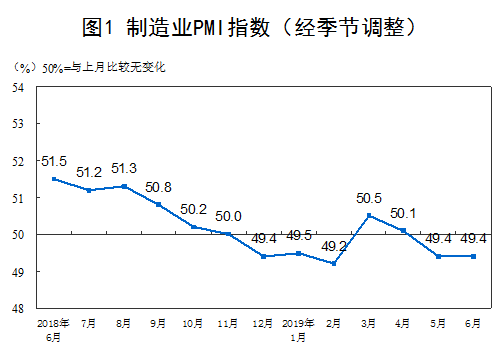 图1 制造业PMI指数（经季节调整）
（%）50%=与上月比较无变化
54
53
52
51
50
49
48
51.5
51.2
51.3
50.8
50.2
50.0
49.4
49.5
49.2
50.5
50.1
49.4
49.4
2018年
6月
7月
8月
9月
10月
11月
12月
2019年
1月
2月
3月
4月
5月
6月